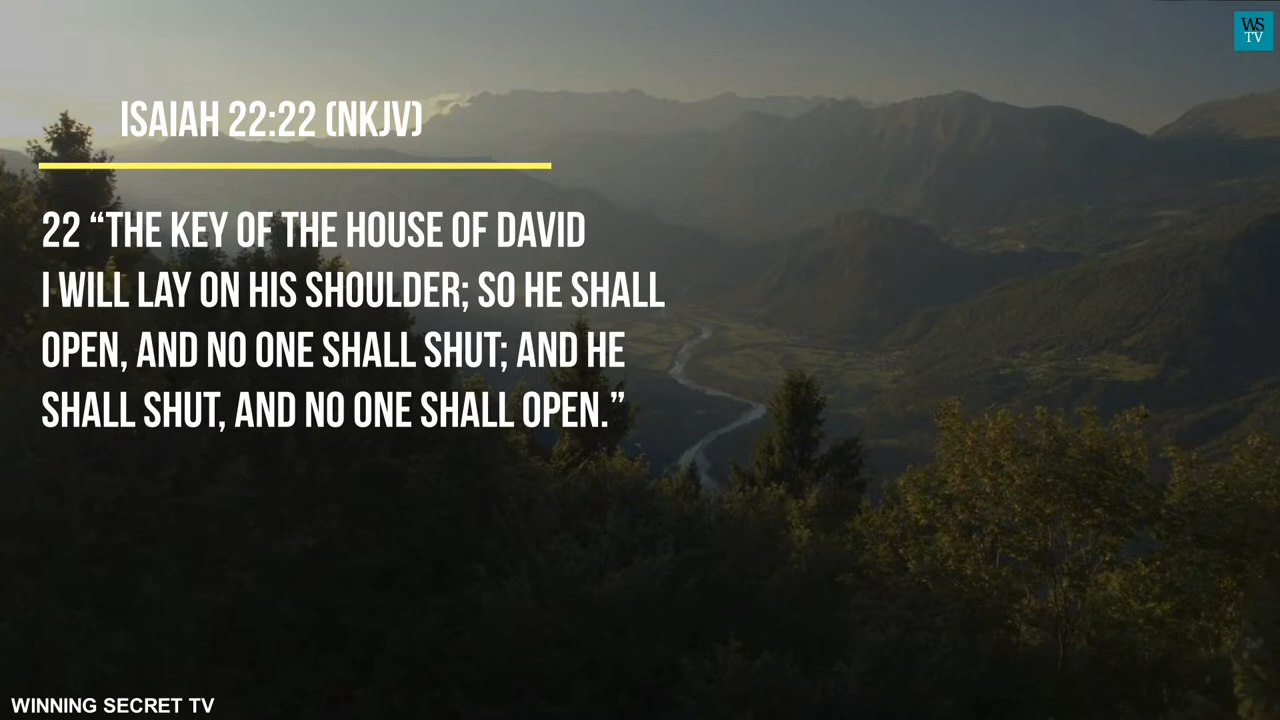 WS
TV
ISAIAH 22:22 (NKJV)
22 “THE KEY OF THE HOUSE OF DAVID
I WILL LAY ON HIS SHOULDER; SO HE SHALL
OPEN, AND NO ONE SHALL SHUT; AND HE
SHALL SHUT, AND NO ONE SHALL OPEN.”
WINNING SECRET TV